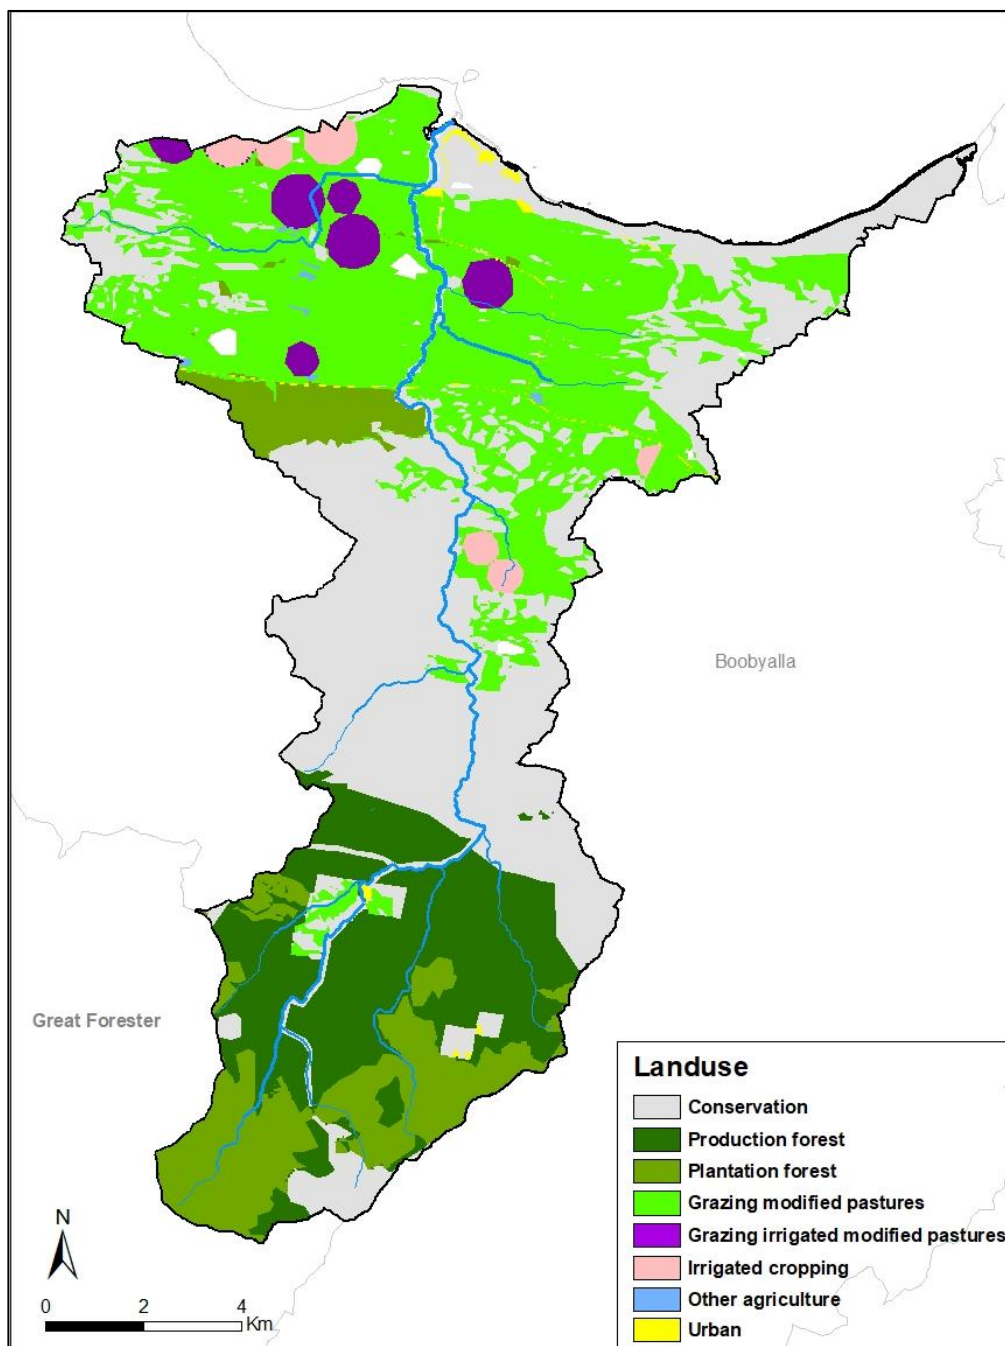 Boobyalla
Great Forester
N
0 2 4
Km
Landuse
Conservation
Production forest
Plantation forest
Grazing modified pastures
Grazing irrigated modified pastures
Irrigated cropping
Other agriculture
Urban